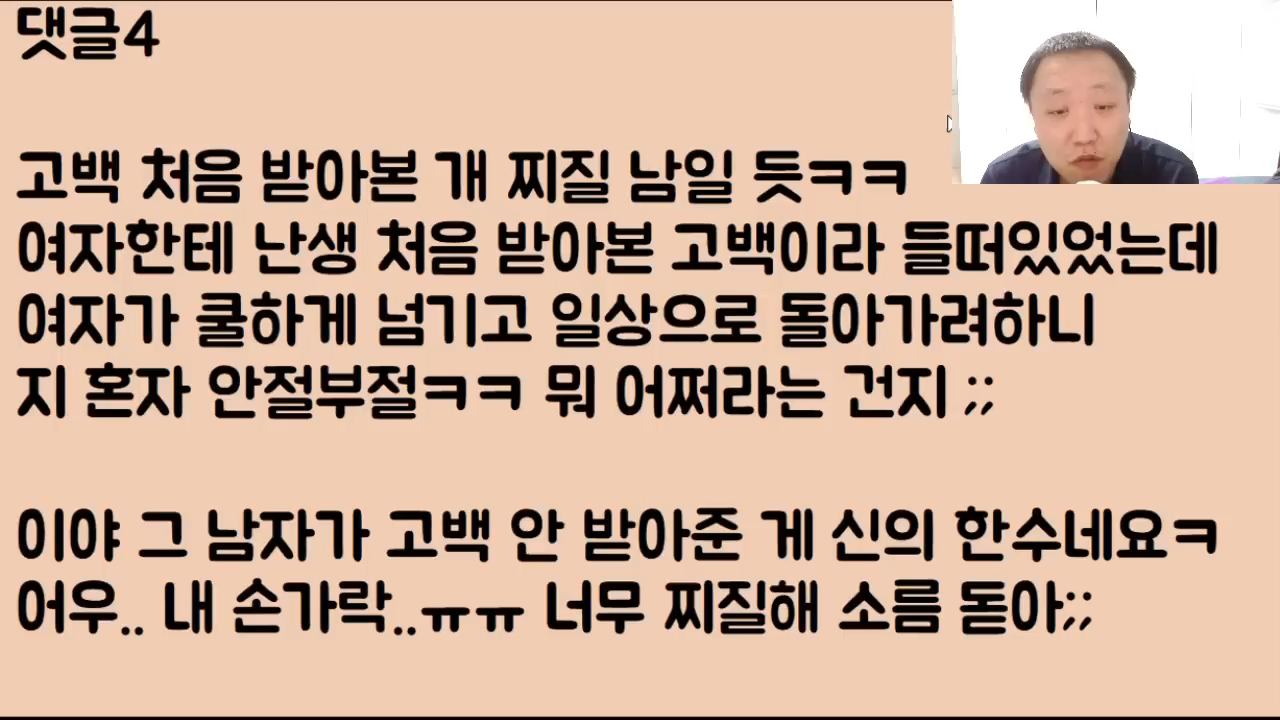 댓글4
고백 처음 받아본 개 찌질 남일 듯ㅋㅋ
여자한테 난생 처음 받아본 고백이라 들떠있었는데
여자가 쿨하게 넘기고 일상으로 돌아가려하니
지 혼자 안절부절ㅋㅋ 뭐 어쩌라는 건지 ;;
이야 그 남자가 고백 안 받아준 게 신의 한수네요ㅋ
어우.. 내 손가락..ㅠㅠ 너무 찌질해 소름 돋아;;